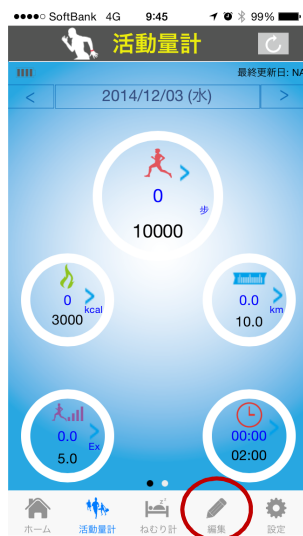 SoftBank 4G 9:45 99%
活動量計
最終更新日: NA
< 2014/12/03 (水) >
0
歩
10000
0
kcal
3000
0.0
km
10.0
0.0
Ex
5.0
00:00
02:00
ホーム 活動量計 ねむり計 編集 設定